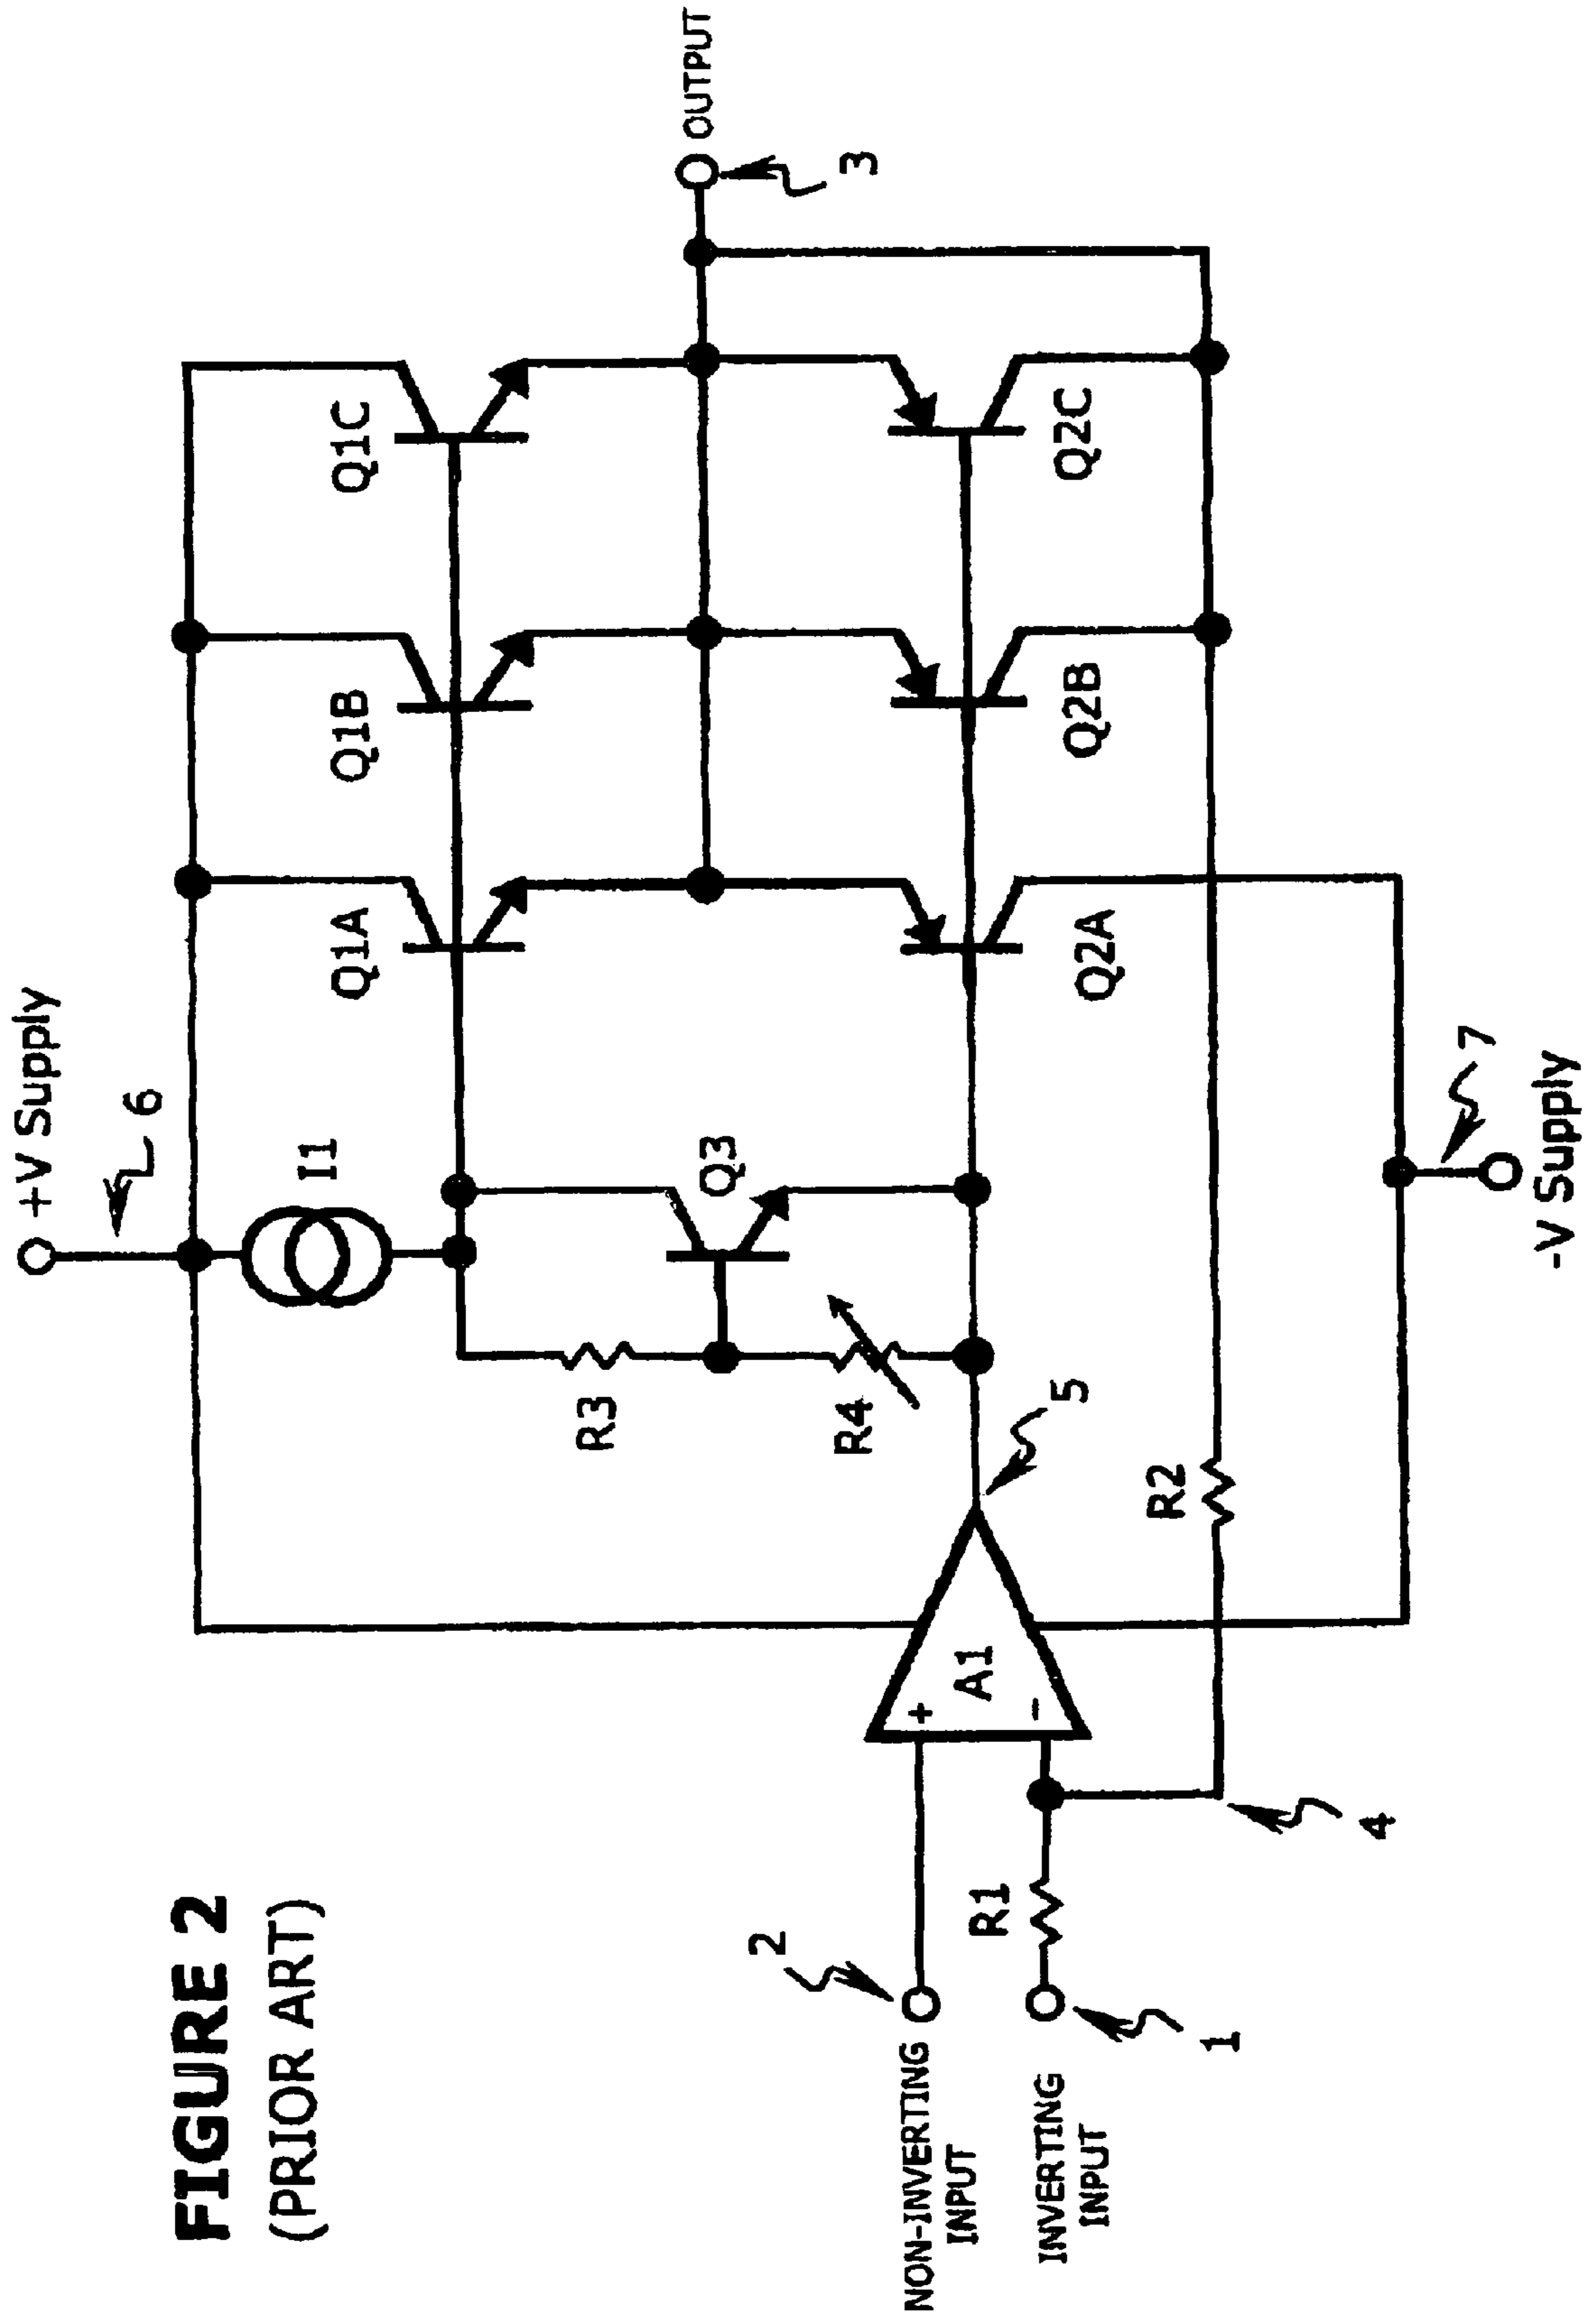 FIGURE 2
(PRIOR ART)
+V Supply
6
I1
Q1A
Q1B
Q1C
OUTPUT
3
R3
Q3
R4
5
Q2A
Q2B
Q2C
2
NON-INVERTING
INPUT
+
A1
-
R1
INVERTING
INPUT
1
R2
4
7
-V Supply